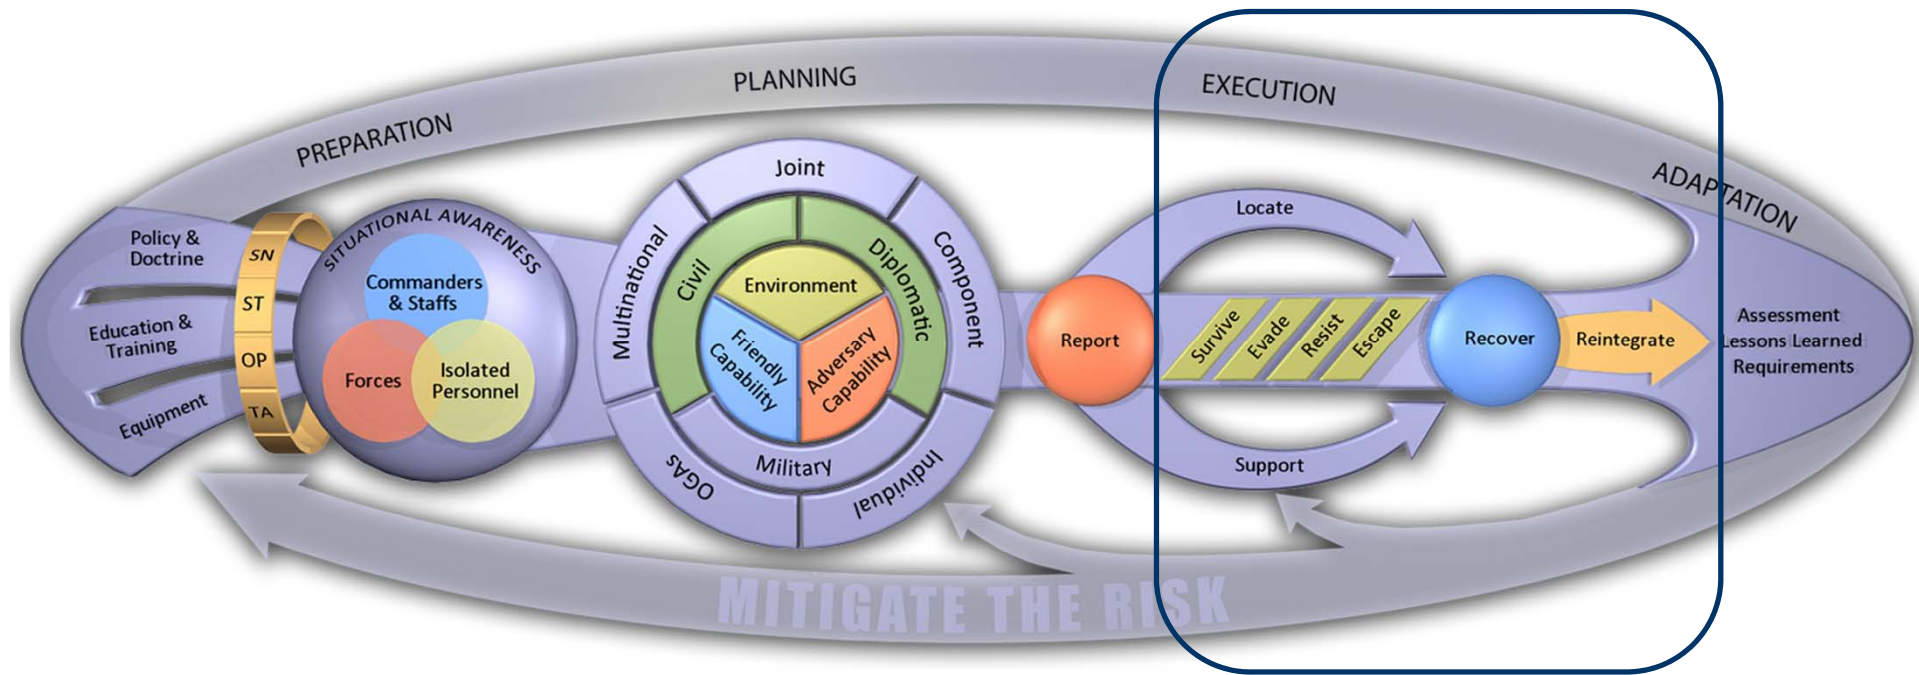 PREPARATION
PLANNING
EXECUTION
ADAPTATION
Policy &
Doctrine
Education &
Training
Equipment
SN
ST
OP
TA
SITUATIONAL AWARENESS
Commanders
& Staffs
Forces
Isolated
Personnel
Joint
Multinational
Component
OGAs
Individual
Civil
Diplomatic
Military
Environment
Friendly
Capability
Adversary
Capability
Report
Locate
Survive
Evade
Resist
Escape
Support
Recover
Reintegrate
Assessment
Lessons Learned
Requirements
MITIGATE THE RISK